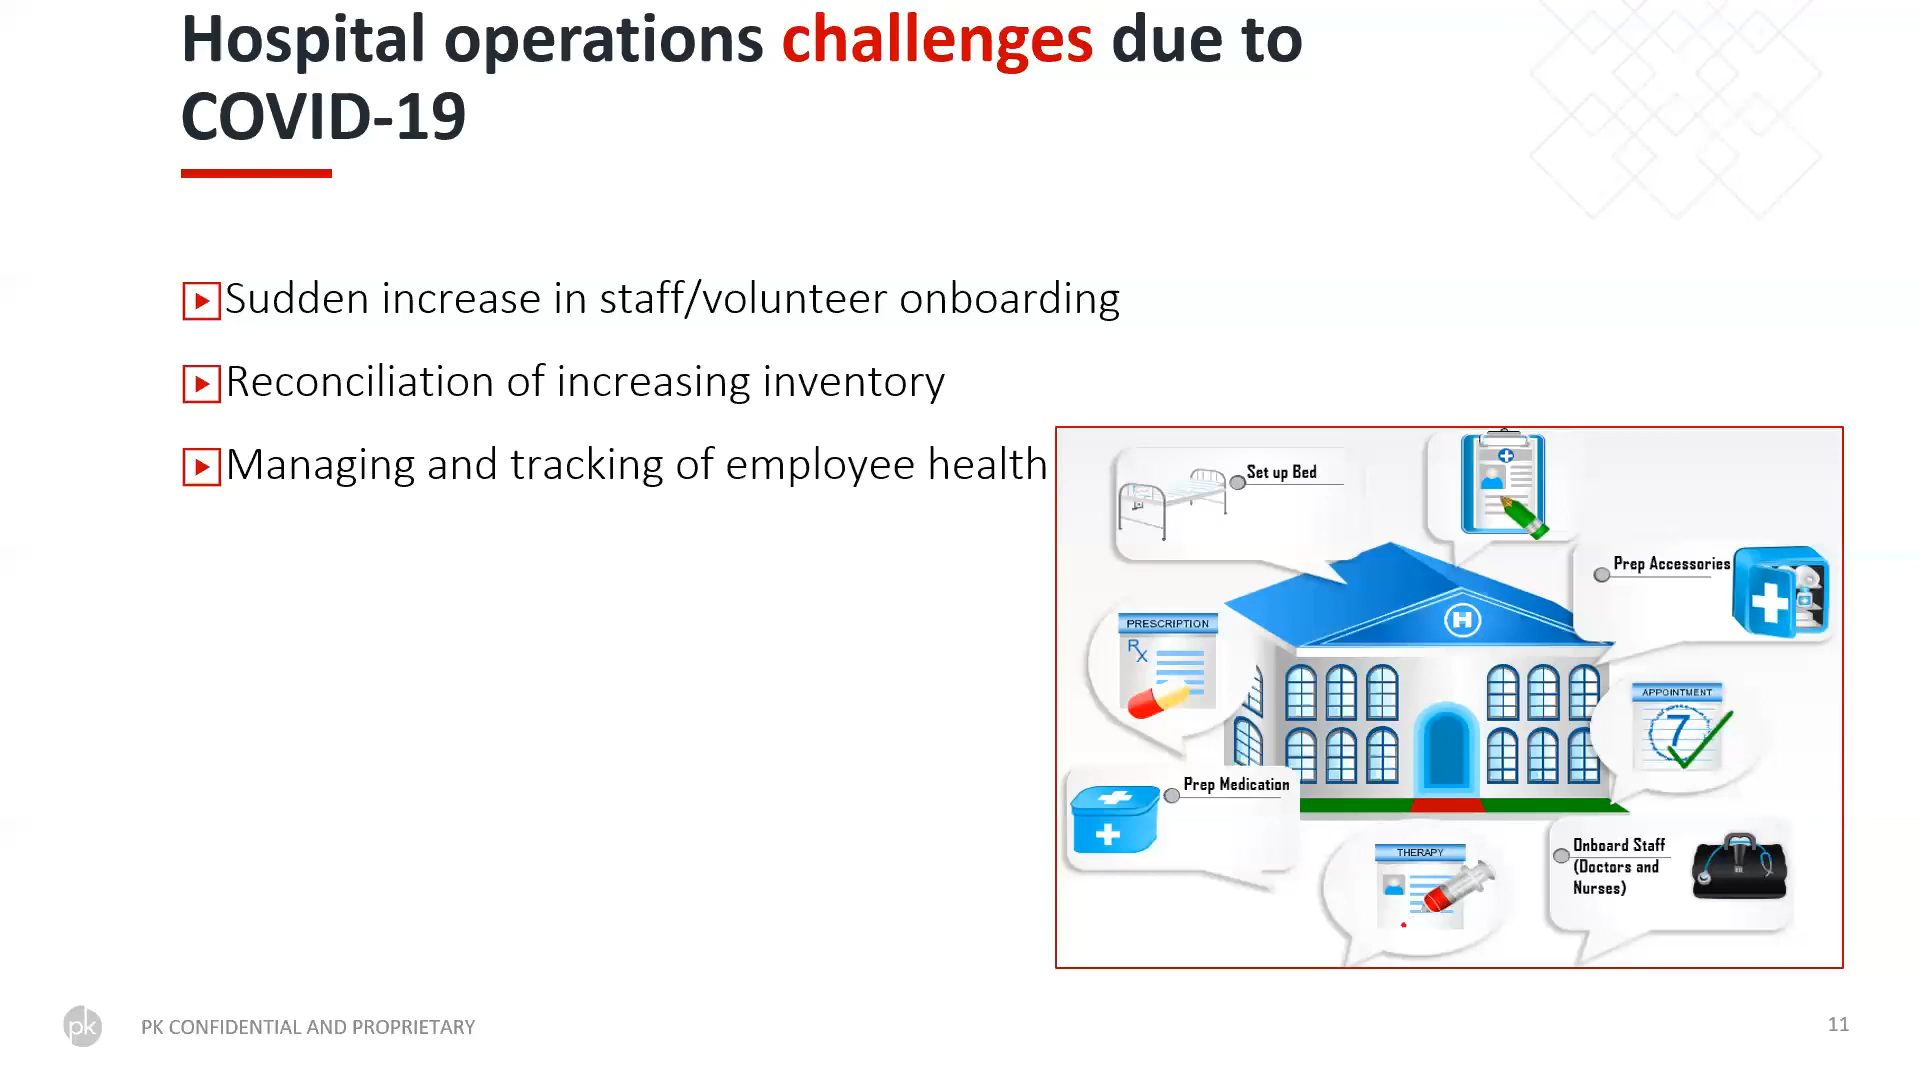 Hospital operations challenges due to
COVID-19
Sudden increase in staff/volunteer onboarding
Reconciliation of increasing inventory
Managing and tracking of employee health
Set up Bed
Prep Accessories
H
PRESCRIPTION
Rx
APPOINTMENT
7
Prep Medication
THERAPY
Onboard Staff
(Doctors and
Nurses)
pk
PK CONFIDENTIAL AND PROPRIETARY
11